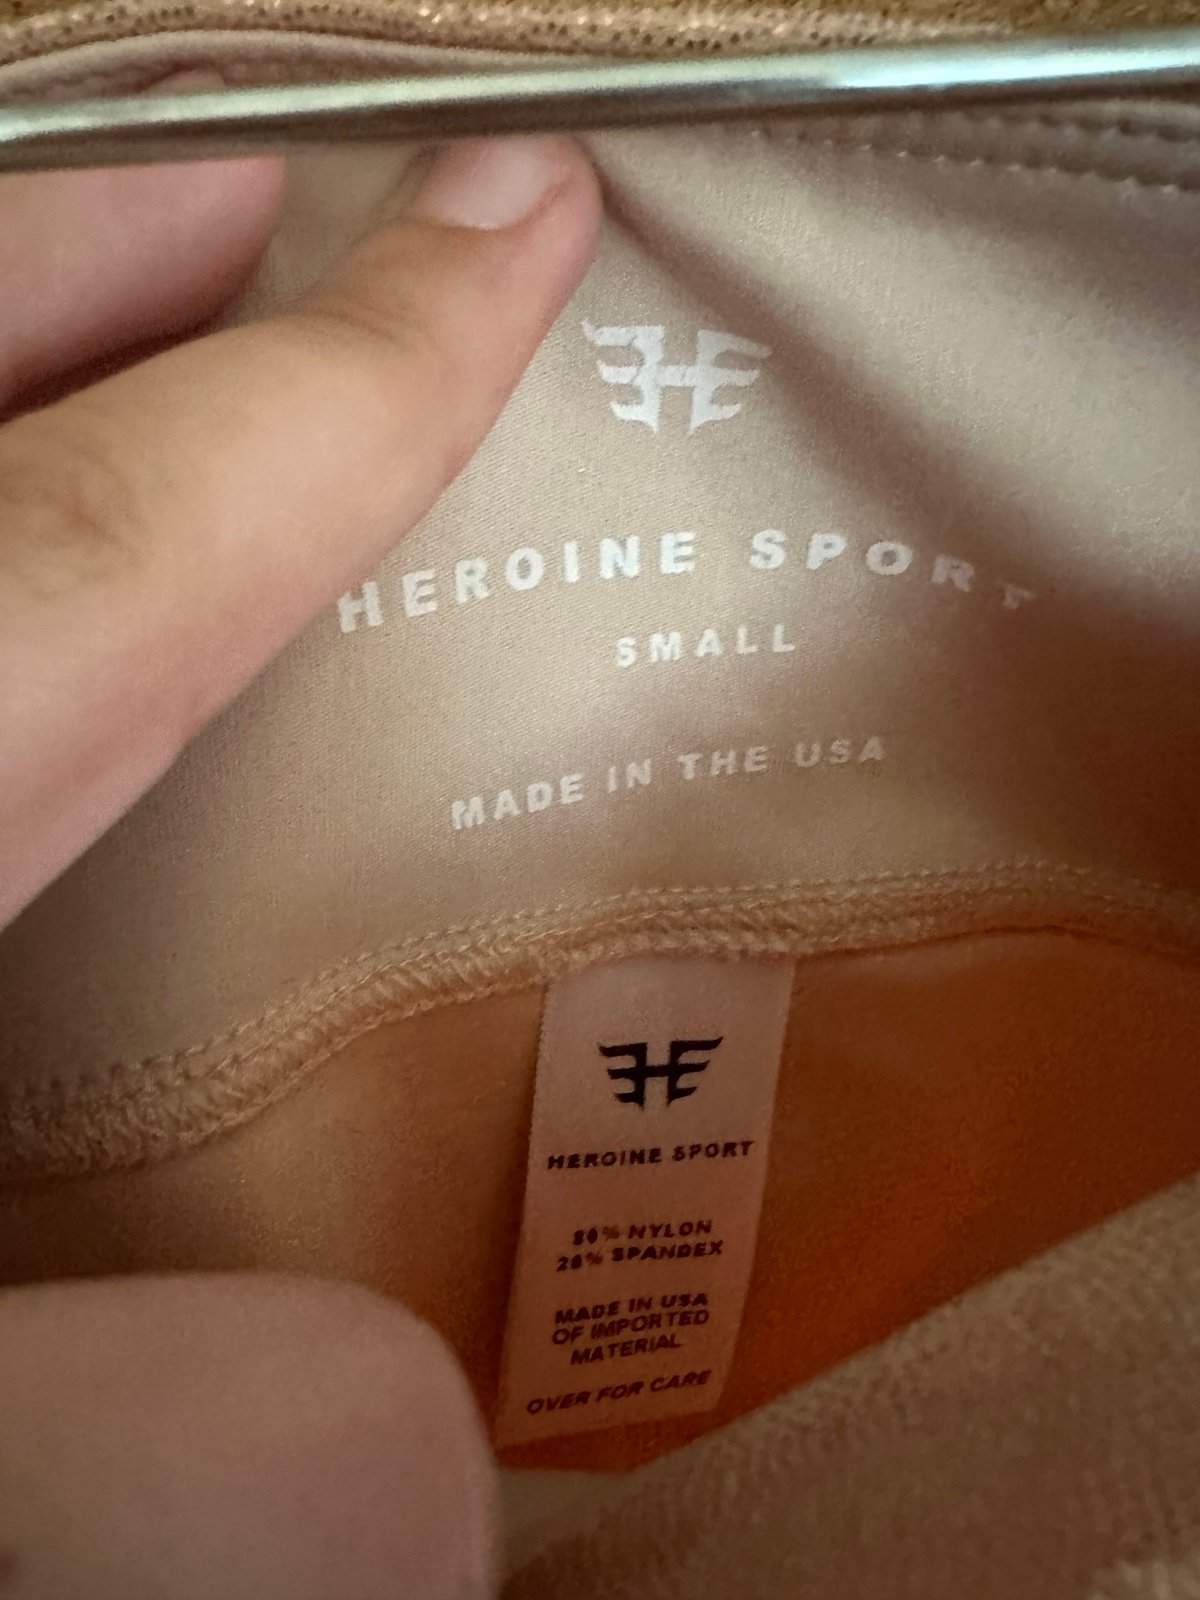 HEROINE SPORT
SMALL
MADE IN THE USA
HEROINE SPORT
80% NYLON
20% SPANDEX
MADE IN USA
OF IMPORTED
MATERIAL
OVER FOR CARE